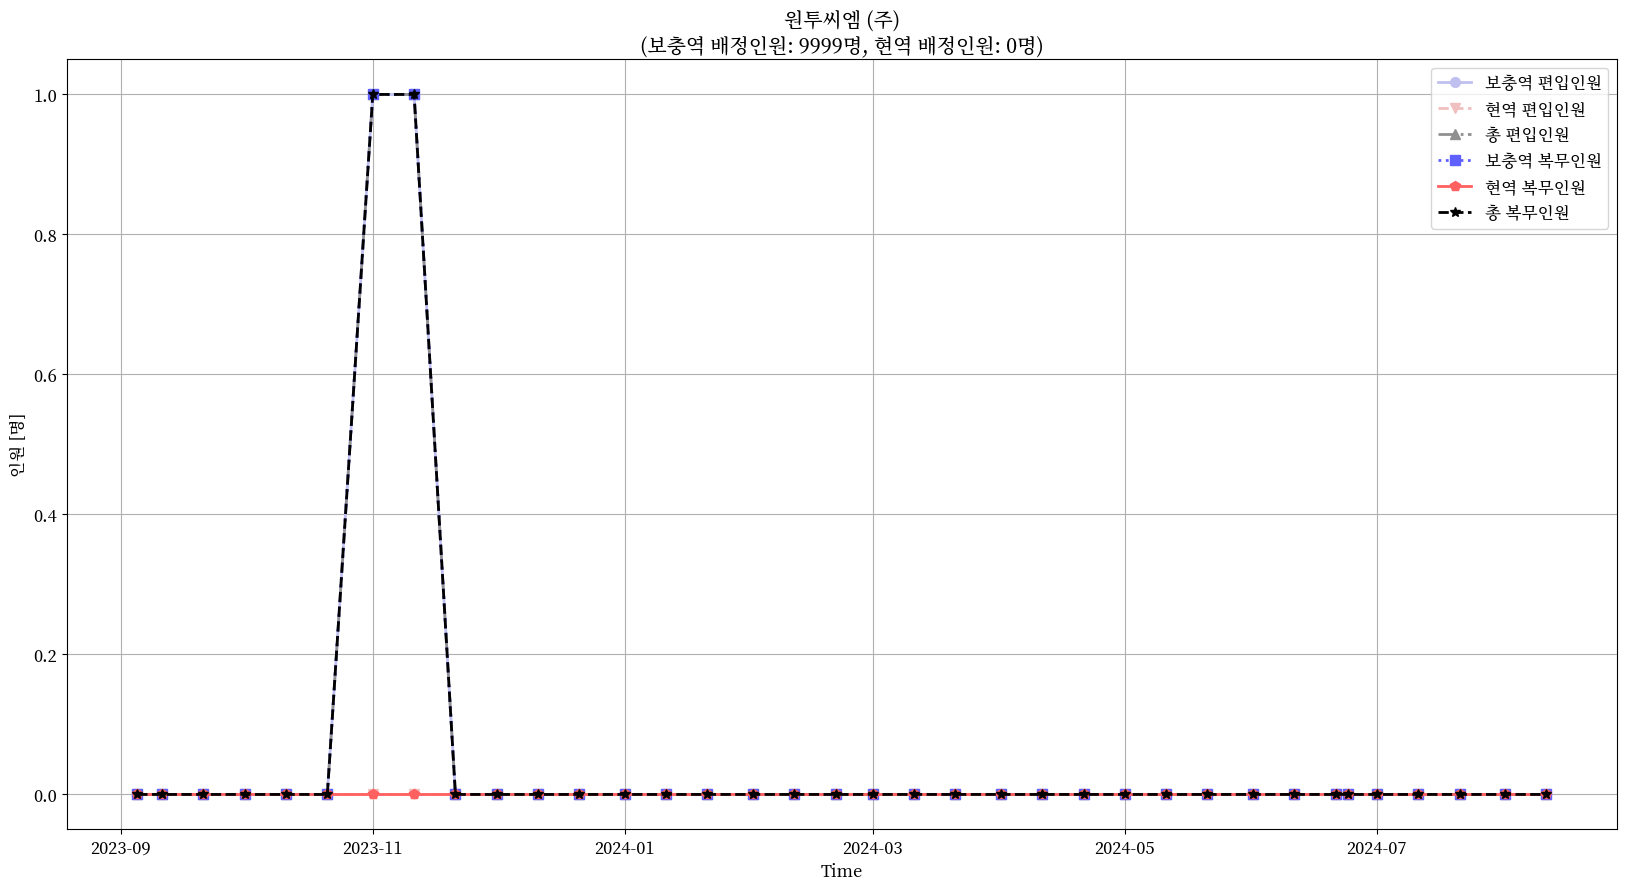 원투씨엠 (주)
(보충역 배정인원: 9999명, 현역 배정인원: 0명)
보충역 편입인원
현역 편입인원
총 편입인원
보충역 복무인원
현역 복무인원
총 복무인원
인원 [명]
1.0
0.8
0.6
0.4
0.2
0.0
2023-09
2023-11
2024-01
2024-03
2024-05
2024-07
Time